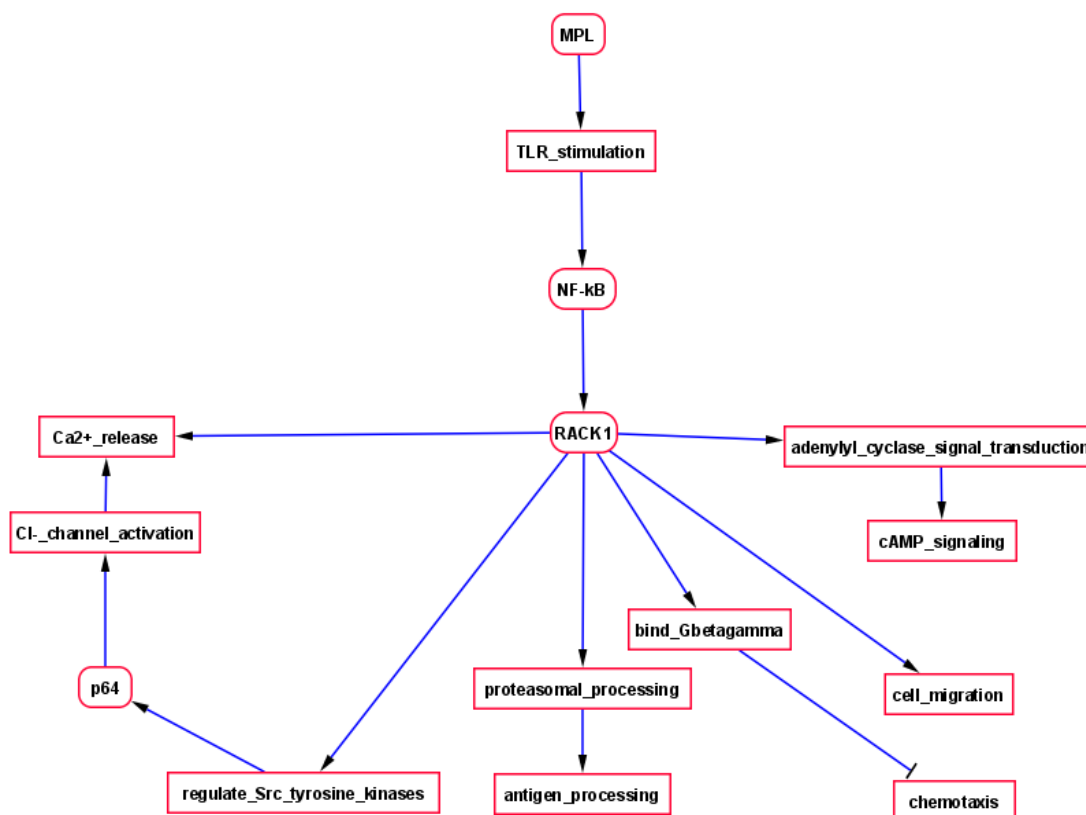 MPL
TLR_stimulation
NF-kB
RACK1
Ca2+_release
adenylyl_cyclase_signal_transduction
Cl-_channel_activation
cAMP_signaling
bind_Gbetagamma
p64
proteasomal_processing
cell_migration
regulate_Src_tyrosine_kinases
antigen_processing
chemotaxis